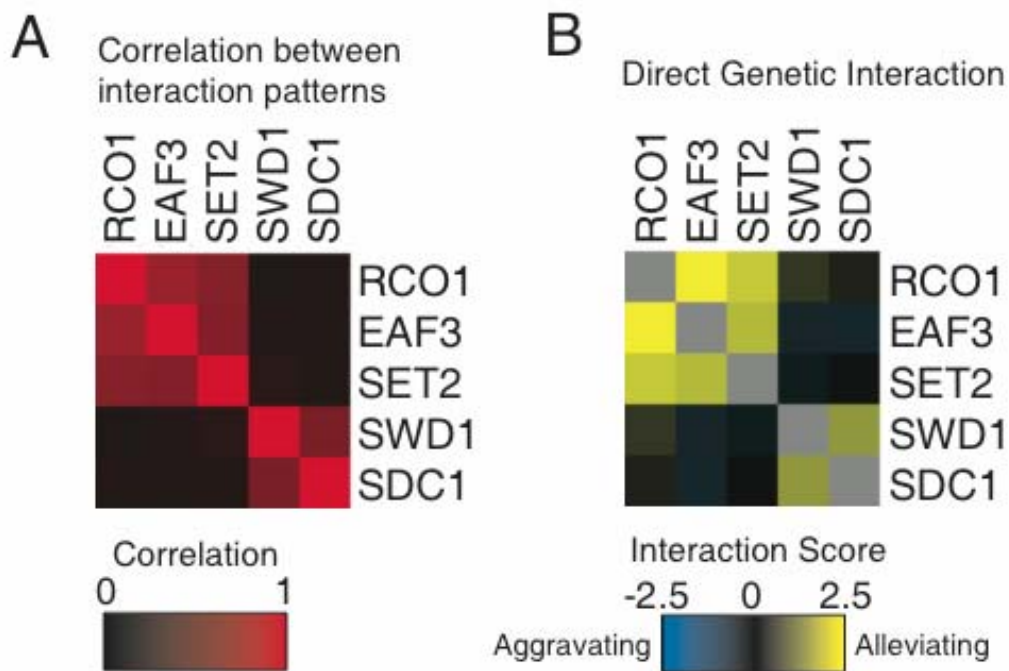 A
Correlation between
interaction patterns
RCO1
EAF3
SET2
SWD1
SDC1
RCO1
EAF3
SET2
SWD1
SDC1
Correlation
0 1
B
Direct Genetic Interaction
RCO1
EAF3
SET2
SWD1
SDC1
RCO1
EAF3
SET2
SWD1
SDC1
Interaction Score
-2.5 0 2.5
Aggravating Alleviating